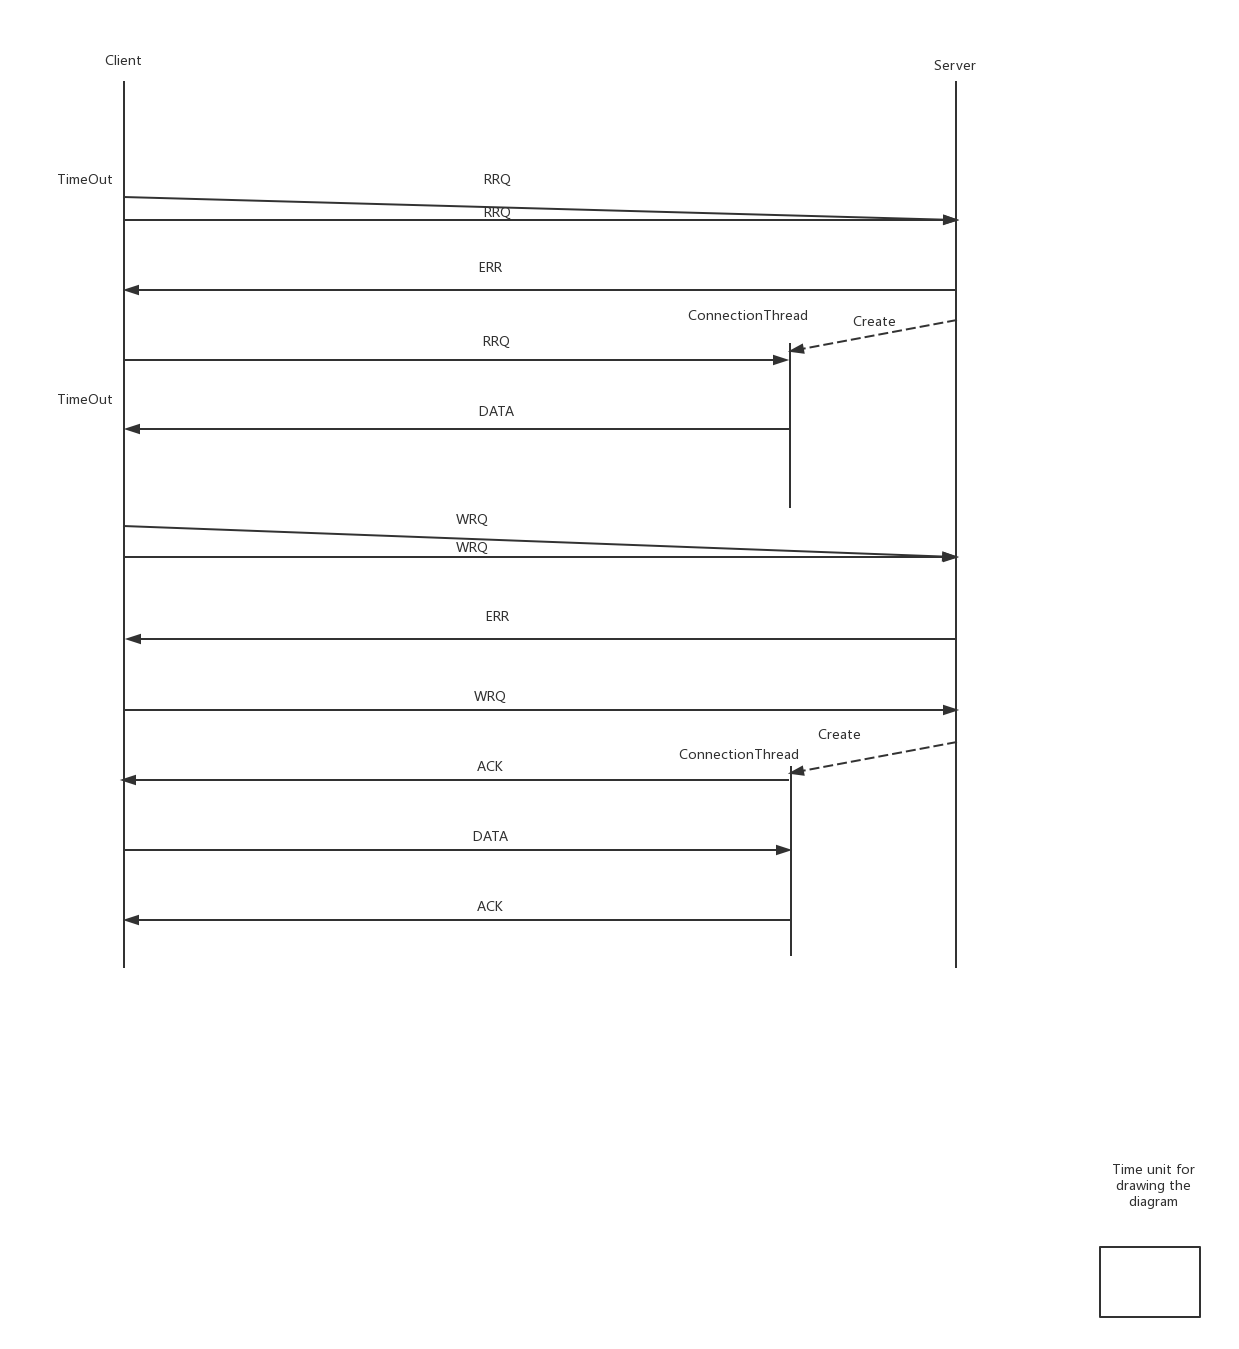 Client
Server
TimeOut
RRQ
RRQ
ERR
ConnectionThread
Create
RRQ
TimeOut
DATA
WRQ
WRQ
ERR
WRQ
Create
ConnectionThread
ACK
DATA
ACK
Time unit for
drawing the
diagram